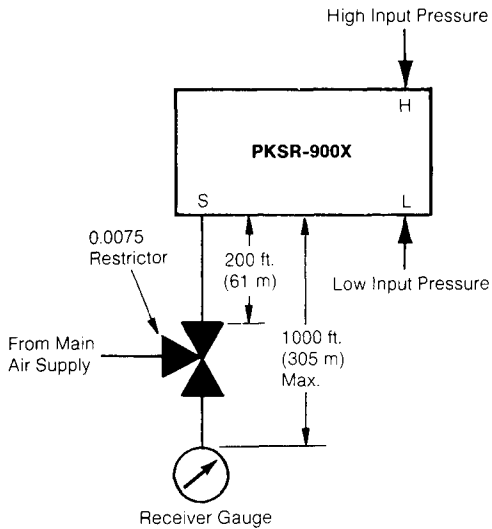 High Input Pressure
H
PKSR-900X
S
L
0.0075
Restrictor
200 ft.
(61 m)
Low Input Pressure
1000 ft.
(305 m)
Max.
From Main
Air Supply
Receiver Gauge